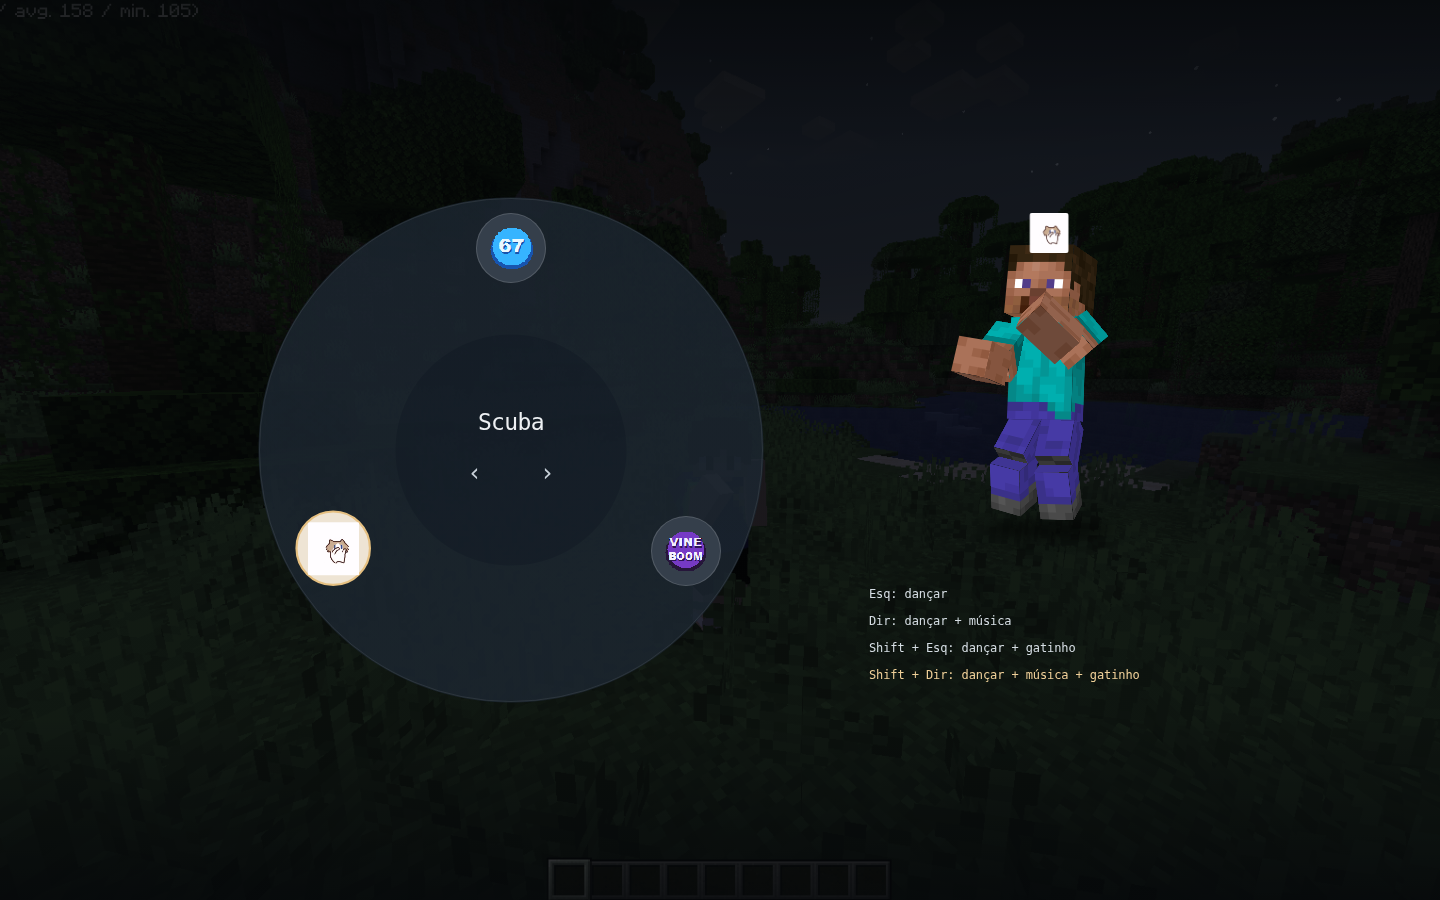 / avg. 158 / min. 105)
67
Scuba
‹ ›
VINE
BOOM
Esq: dançar
Dir: dançar + música
Shift + Esq: dançar + gatinho
Shift + Dir: dançar + música + gatinho